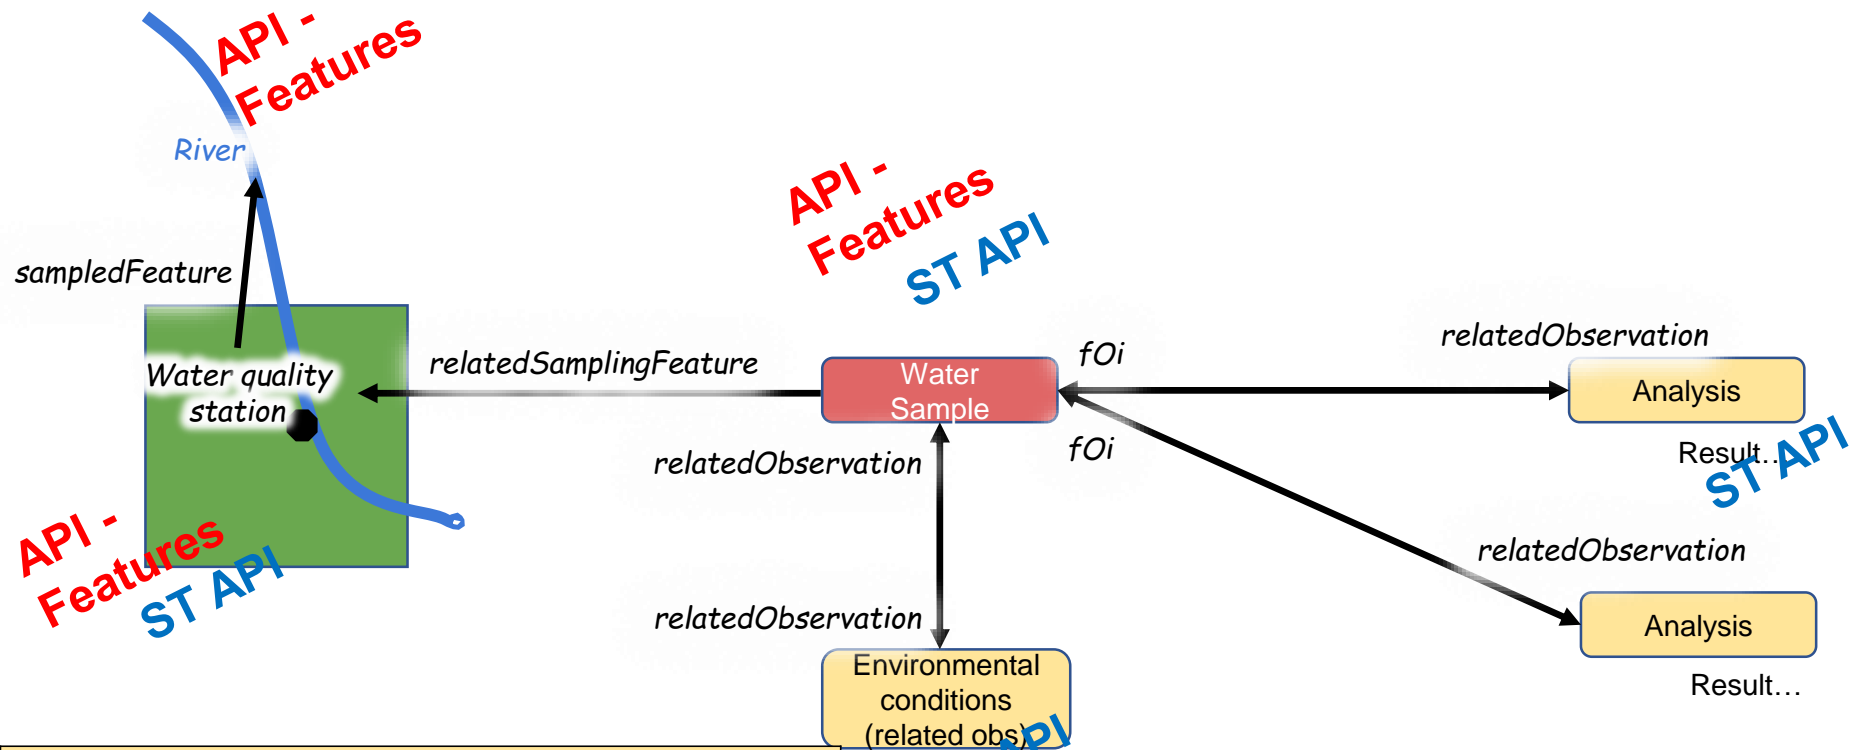 API -
Features
River
sampledFeature
Water quality
station
API -
Features
ST API
relatedSamplingFeature
API -
Features
ST API
Water
Sample
fOi
fOi
relatedObservation
Analysis
Result...
ST API
relatedObservation
Analysis
Result...
relatedObservation
relatedObservation
Environmental
conditions
(related obs)
API